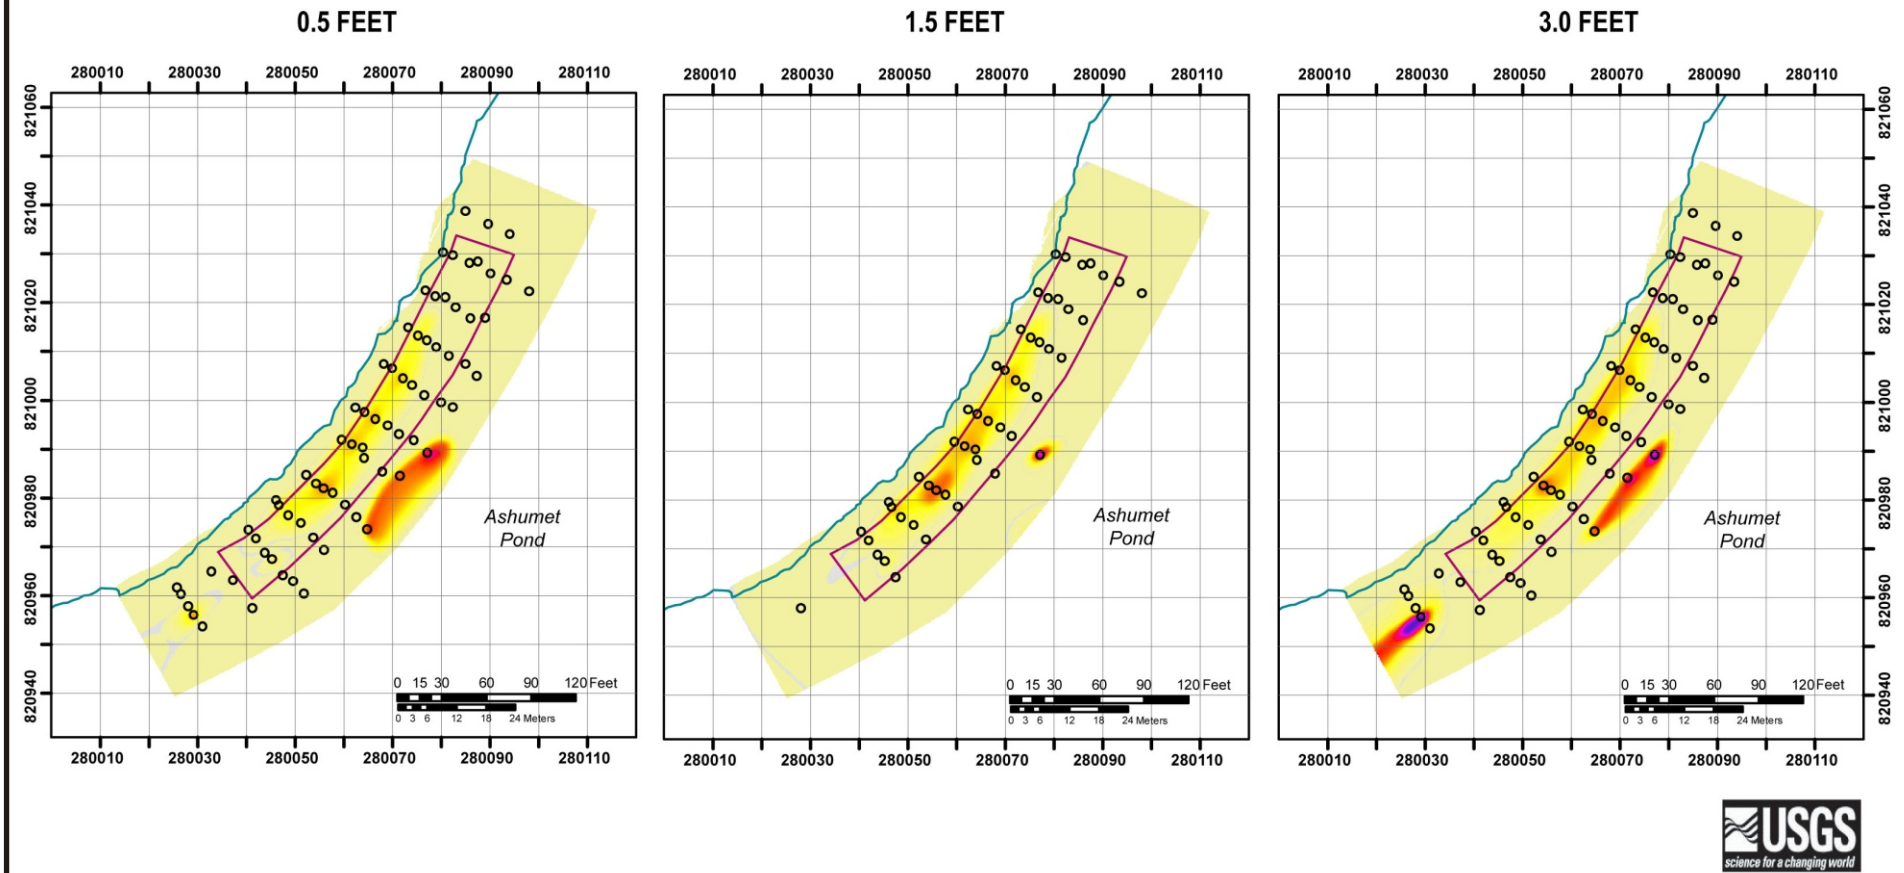 0.5 FEET
280010 280030 280050 280070 280090 280110
821060
821040
821020
821000
820980
820960
820940
Ashumet
Pond
0 15 30 60 90 120 Feet
0 3 6 12 18 24 Meters
280010 280030 280050 280070 280090 280110
1.5 FEET
280010 280030 280050 280070 280090 280110
Ashumet
Pond
0 15 30 60 90 120 Feet
0 3 6 12 18 24 Meters
280010 280030 280050 280070 280090 280110
3.0 FEET
280010 280030 280050 280070 280090 280110
821060
821040
821020
821000
820980
820960
820940
Ashumet
Pond
0 15 30 60 90 120 Feet
0 3 6 12 18 24 Meters
280010 280030 280050 280070 280090 280110
USGS
science for a changing world